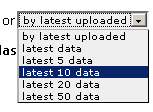 or by latest uploaded
by latest uploaded
latest data
latest 5 data
las
latest 10 data
latest 20 data
latest 50 data